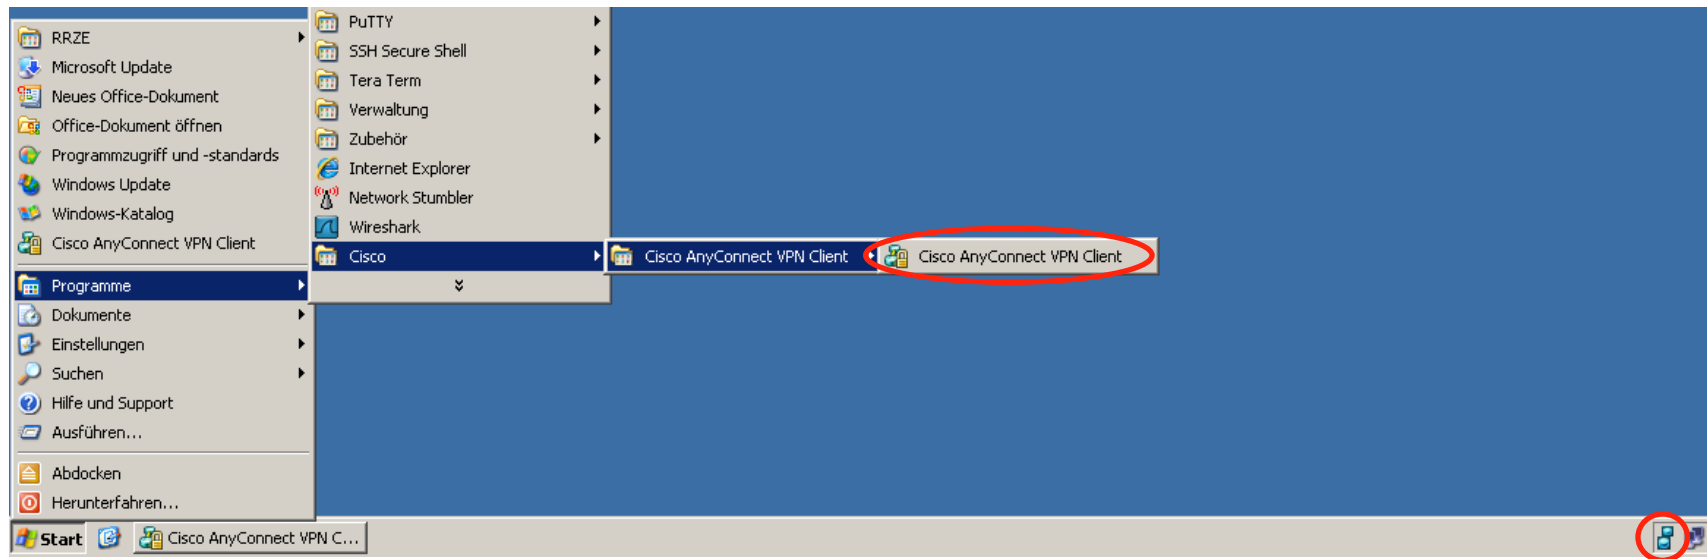 RRZE
Microsoft Update
Neues Office-Dokument
Office-Dokument öffnen
Programmzugriff und -standards
Windows Update
Windows-Katalog
Cisco AnyConnect VPN Client
Programme
Dokumente
Einstellungen
Suchen
Hilfe und Support
Ausführen...
Abdocken
Herunterfahren...
PuTTY
SSH Secure Shell
Tera Term
Verwaltung
Zubehör
Internet Explorer
Network Stumbler
Wireshark
Cisco
Cisco AnyConnect VPN Client
Cisco AnyConnect VPN Client
Start
Cisco AnyConnect VPN C...